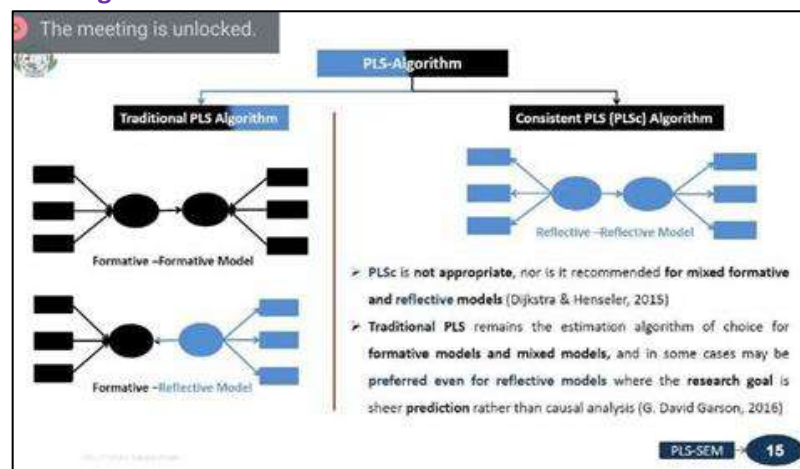 The meeting is unlocked.
PLS-Algorithm
Traditional PLS Algorithm
Formative –Formative Model
Formative –Reflective Model
Consistent PLS (PLSc) Algorithm
Reflective –Reflective Model
➢ PLSc is not appropriate, nor is it recommended for mixed formative
and reflective models (Dijkstra & Henseler, 2015)
➢ Traditional PLS remains the estimation algorithm of choice for
formative models and mixed models, and in some cases may be
preferred even for reflective models where the research goal is
sheer prediction rather than causal analysis (G. David Garson, 2016)
PLS-SEM
15